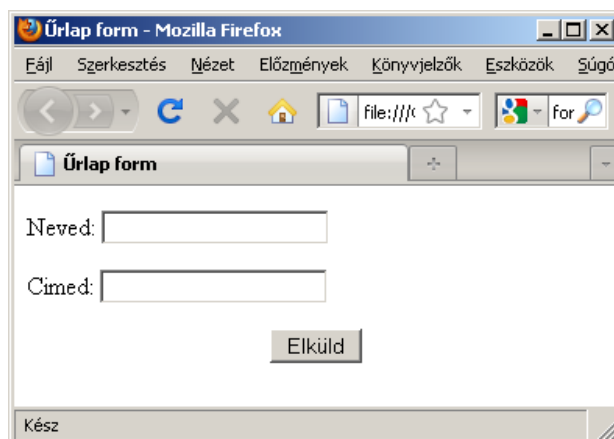 Űrlap form - Mozilla Firefox
Fájl Szerkesztés Nézet Előzmények Könyvjelzők Eszközök Súgó
file:/// for
Űrlap form
Neved:
Cimed:
Elküld
Kész